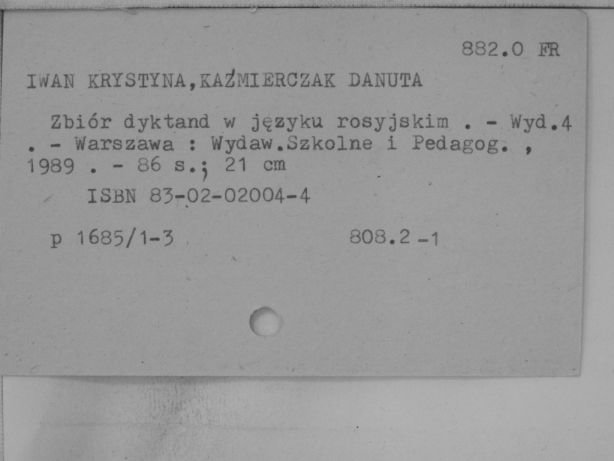 882.0 FR
IWAN KRYSTYNA,KAŹMIERCZAK DANUTA
Zbiór dyktand w języku rosyjskim . - Wyd.4
. - Warszawa : Wydaw.Szkolne i Pedagog. ,
1989 . - 86 s.; 21 cm
ISBN 83-02-02004-4
p 1685/1-3 808.2 -1